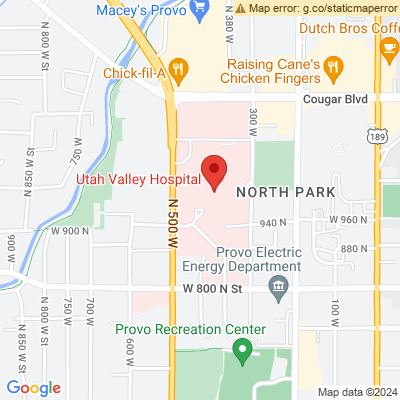 Macey's Provo
Map error: g.co/staticmaperror
Dutch Bros Coffe
N 800 W St
N 380 W
Raising Cane's
Chicken Fingers
Chick-fil-A
Cougar Blvd
300 W
189
750 W
N 850 W St
Utah Valley Hospital
NORTH PARK
N 500 W
W 900 N
940 N
W 960 N
900 W
880 N
Provo Electric
Energy Department
W 800 N St
750 W
700 W
N 800 W
100 W
Provo Recreation Center
N 850 W St
600 W
Google
Map data ©2024